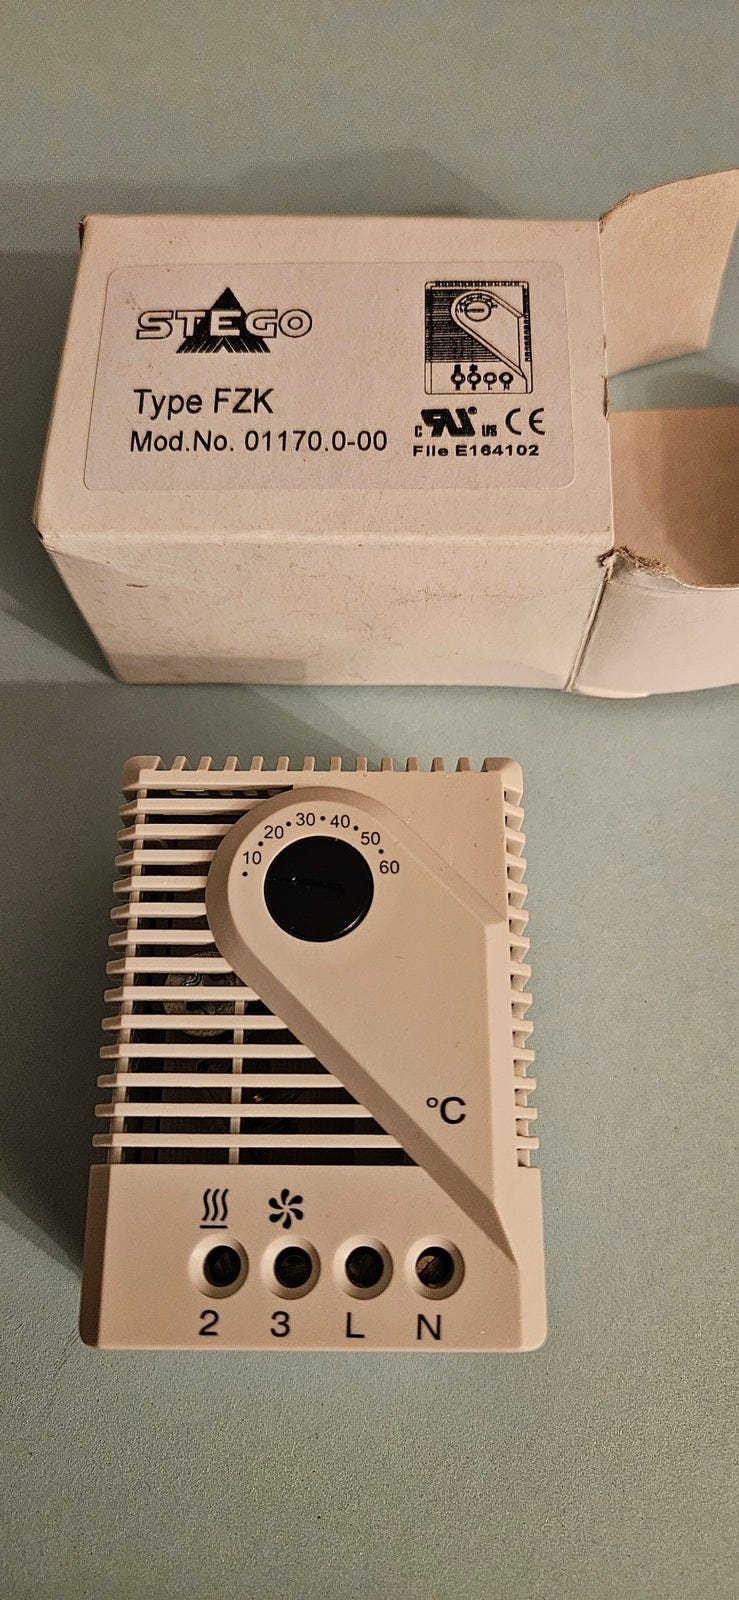 STEGO
Type FZK
Mod.No. 01170.0-00
c RU ® US CE
File E164102
10 20 30 40 50 60
°C
2 3 L N